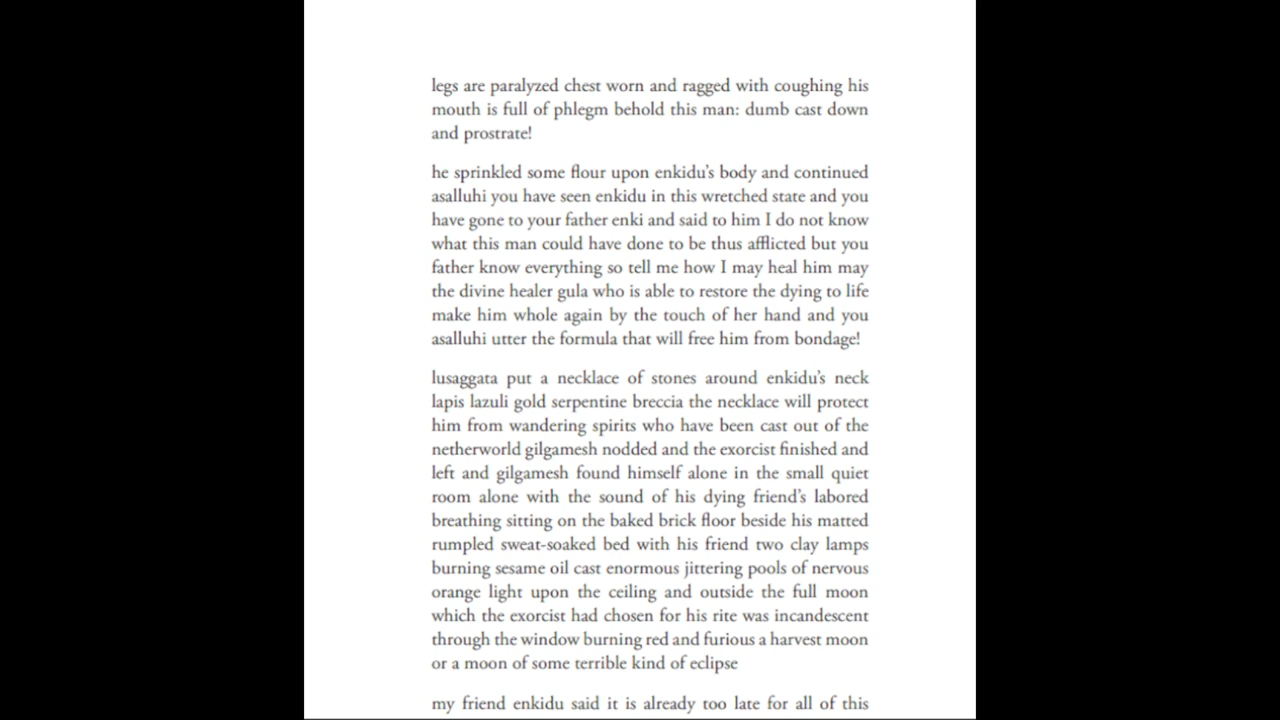 legs are paralyzed chest worn and ragged with coughing his
mouth is full of phlegm behold this man: dumb cast down
and prostrate!
he sprinkled some flour upon enkidu’s body and continued
asalluhi you have seen enkidu in this wretched state and you
have gone to your father enki and said to him I do not know
what this man could have done to be thus afflicted but you
father know everything so tell me how I may heal him may
the divine healer gula who is able to restore the dying to life
make him whole again by the touch of her hand and you
asalluhi utter the formula that will free him from bondage!
lusaggata put a necklace of stones around enkidu’s neck
lapis lazuli gold serpentine breccia the necklace will protect
him from wandering spirits who have been cast out of the
netherworld gilgamesh nodded and the exorcist finished and
left and gilgamesh found himself alone in the small quiet
room alone with the sound of his dying friend’s labored
breathing sitting on the baked brick floor beside his matted
rumpled sweat-soaked bed with his friend two clay lamps
burning sesame oil cast enormous jittering pools of nervous
orange light upon the ceiling and outside the full moon
which the exorcist had chosen for his rite was incandescent
through the window burning red and furious a harvest moon
or a moon of some terrible kind of eclipse
my friend enkidu said it is already too late for all of this